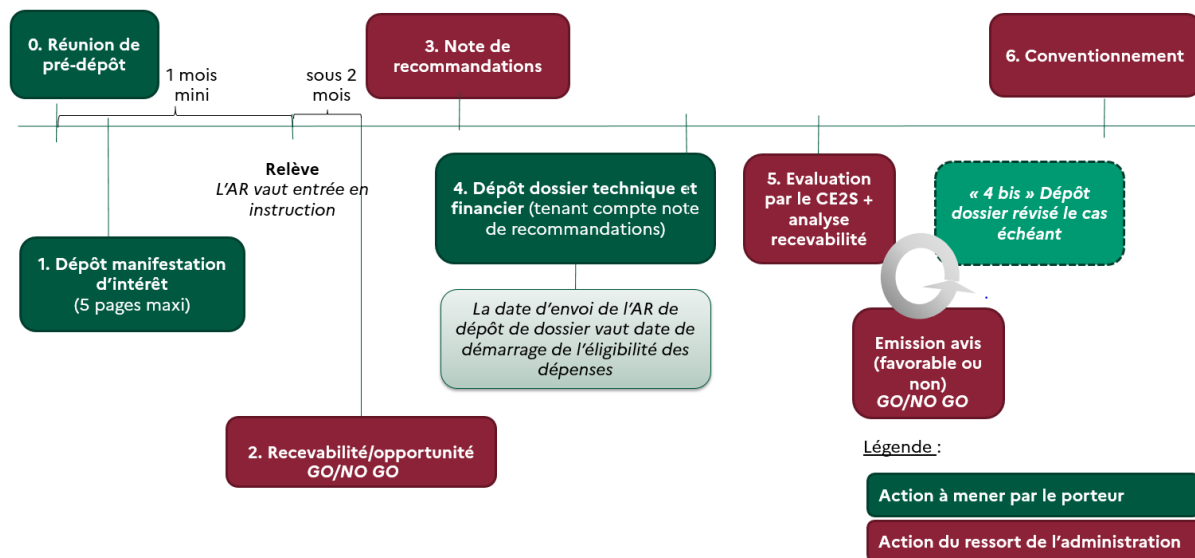 0. Réunion de
pré-dépôt
1 mois
mini
sous 2
mois
3. Note de
recommandations
6. Conventionnement
Relève
L'AR vaut entrée en
instruction
1. Dépôt manifestation
d'intérêt
(5 pages maxi)
2. Recevabilité/opportunité
GO/NO GO
4. Dépôt dossier technique et
financier (tenant compte note
de recommandations)
La date d'envoi de l'AR de
dépôt de dossier vaut date de
démarrage de l'éligibilité des
dépenses
5. Evaluation
par le CE2S +
analyse
recevabilité
« 4 bis » Dépôt
dossier révisé le cas
échéant
Emission avis
(favorable ou
non)
GO/NO GO
Légende :
Action à mener par le porteur
Action du ressort de l'administration